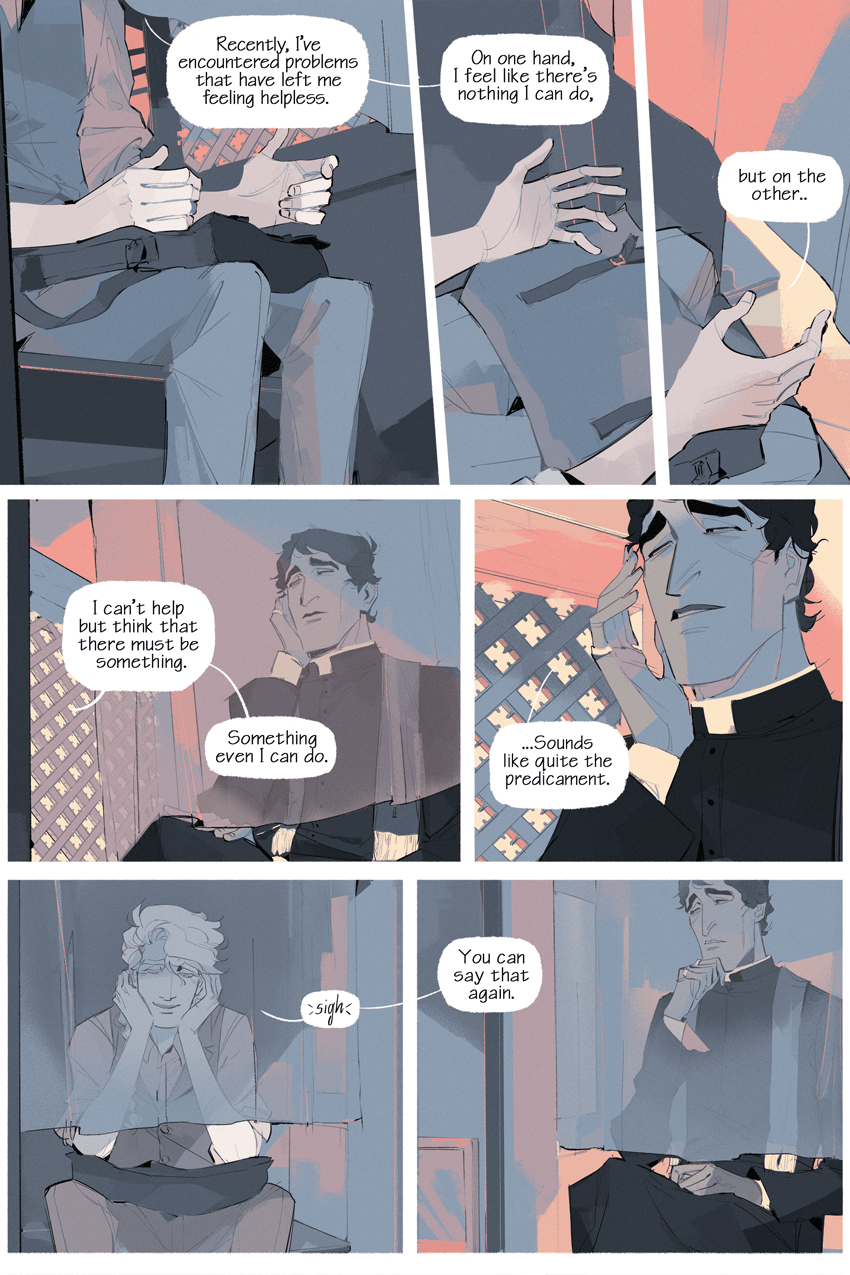 Recently, I've
encountered problems
that have left me
feeling helpless.
On one hand,
I feel like there's
nothing I can do,
but on the
other..
I can't help
but think that
there must be
something.
Something
even I can do.
...Sounds
like quite the
predicament.
sigh
You can
say that
again.